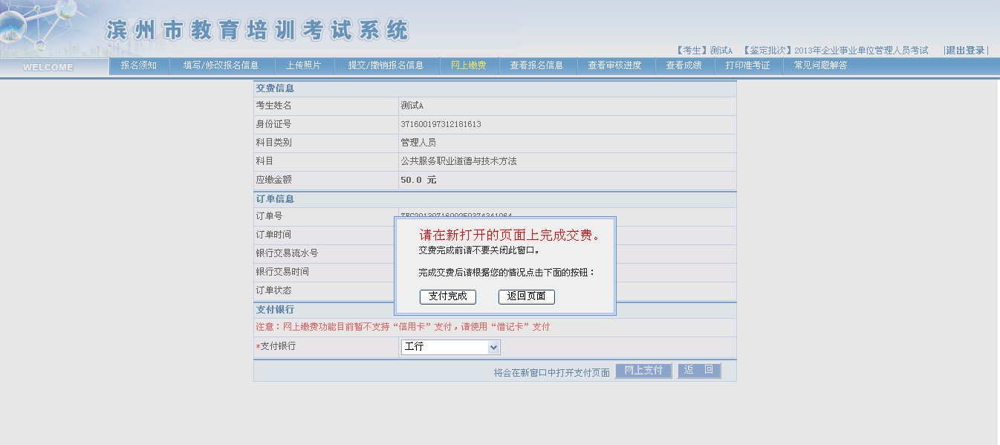 滨州市教育培训考试系统
【考生】测试A 【鉴定批次】2013年企业事业单位管理人员考试 |退出登录|
WELCOME 报名须知 填写/修改报名信息 上传照片 提交/撤销报名信息 网上缴费 查看报名信息 查看审核进度 查看成绩 打印准考证 常见问题解答
交费信息
考生姓名 测试A
身份证号 371600197312181613
科目类别 管理人员
科目 公共服务职业道德与技术方法
应缴金额 50.0 元
订单信息
订单号
订单时间
银行交易流水号
银行交易时间
订单状态
请在新打开的页面上完成交费。
交费完成前请不要关闭此窗口。
完成交费后请根据您的情况点击下面的按钮：
支付完成 返回页面
支付银行
注意：网上缴费功能目前暂不支持“信用卡”支付，请使用“借记卡”支付
*支付银行 工行
将会在新窗口中打开支付页面 网上支付 返 回